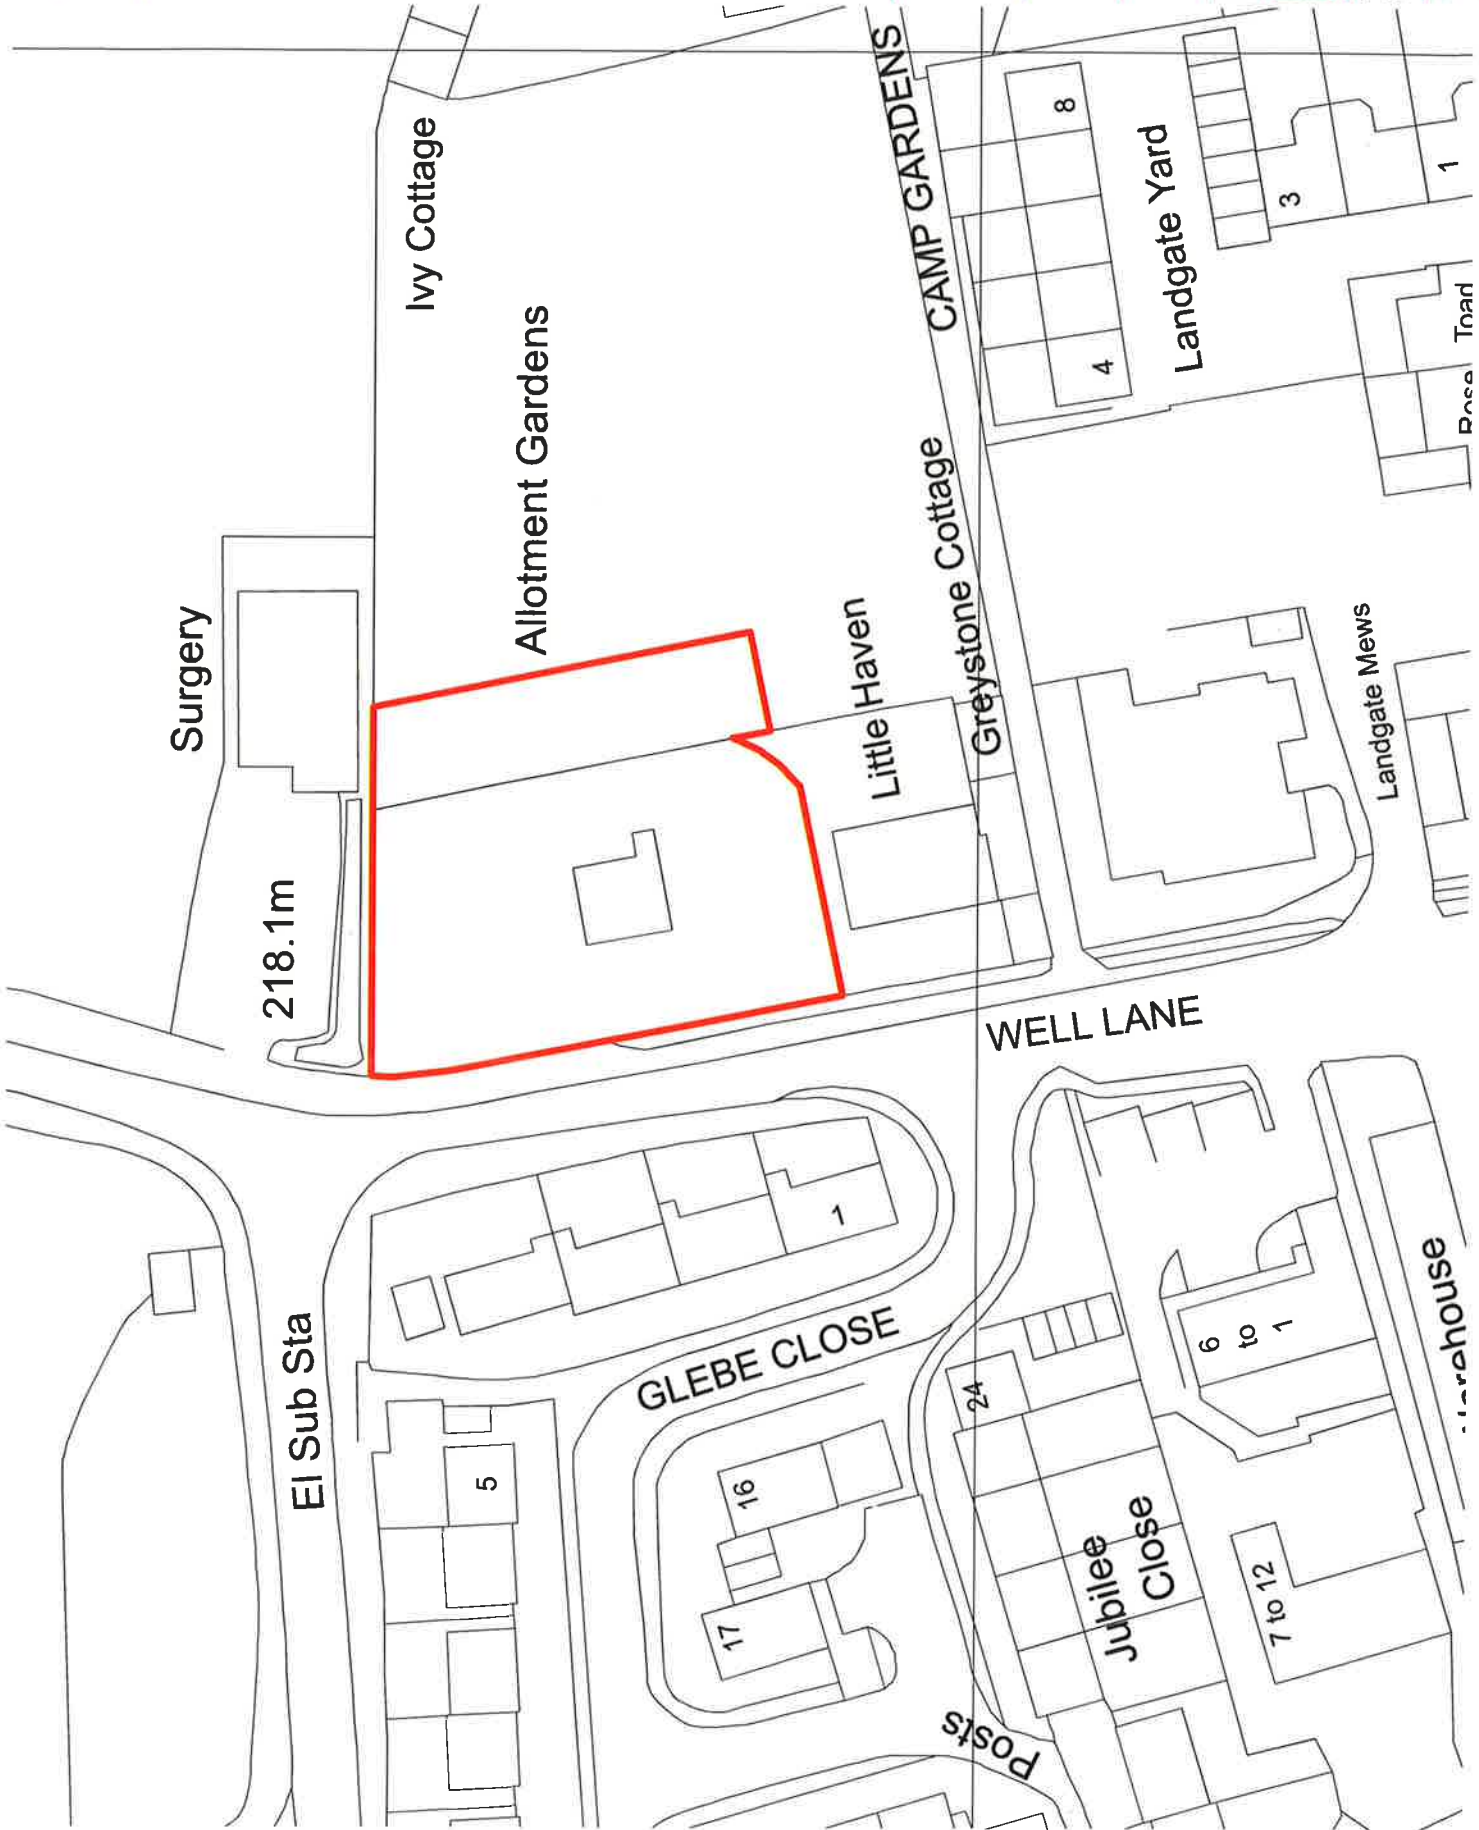 Ivy Cottage
CAMP GARDENS
8
Landgate Yard
3
1
4
Allotment Gardens
Surgery
Greystone Cottage
Little Haven
Toad
Rose
Landgate Mews
218.1m
WELL LANE
1
El Sub Sta
GLEBE CLOSE
6
to
1
24
5
16
17
Jubilee
Close
7 to 12
Posts